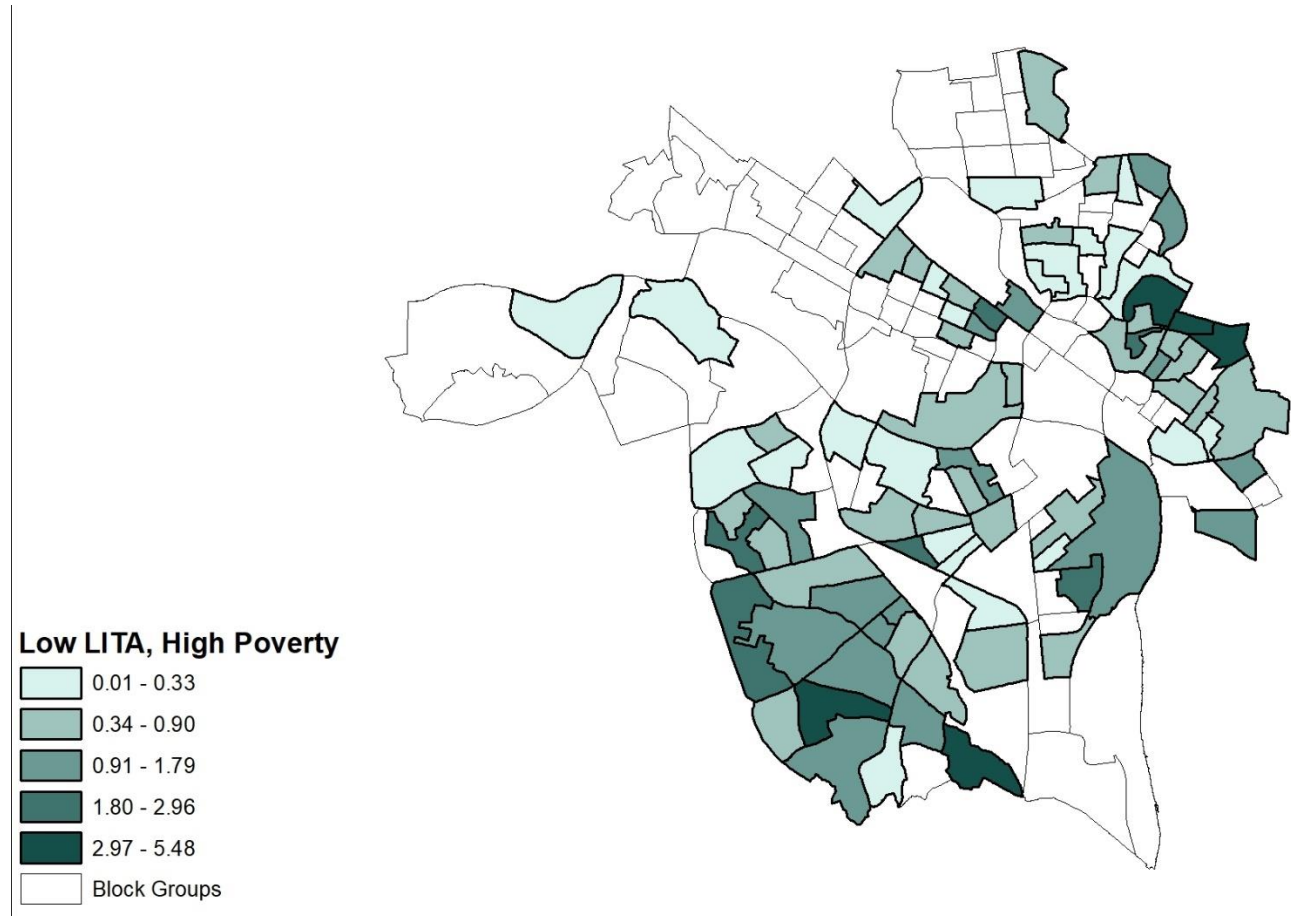 Low LITA, High Poverty
0.01 - 0.33
0.34 - 0.90
0.91 - 1.79
1.80 - 2.96
2.97 - 5.48
Block Groups